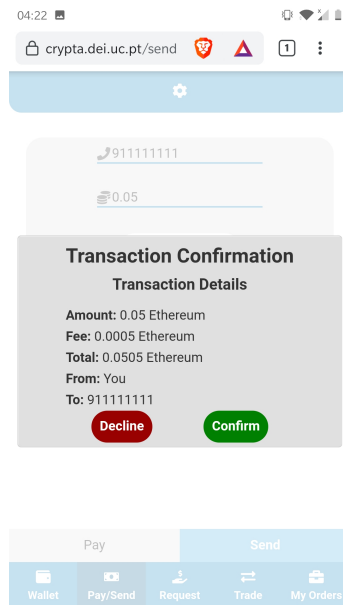 04:22
crypta.dei.uc.pt/send
1
911111111
0.05
Transaction Confirmation
Transaction Details
Amount: 0.05 Ethereum
Fee: 0.0005 Ethereum
Total: 0.0505 Ethereum
From: You
To: 911111111
Decline Confirm
Pay Send
Wallet Pay/Send Request Trade My Orders